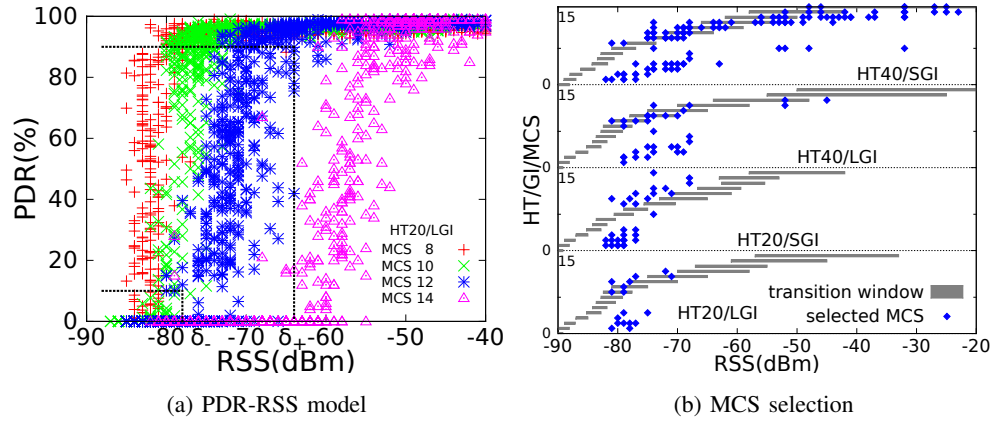 PDR(%)
100
80
60
40
20
0
HT20/LGI
MCS 8
MCS 10
MCS 12
MCS 14
-90 -80 δ- -70 δ+ -60 -50 -40
RSS(dBm)
(a) PDR-RSS model
HT/GI/MCS
15
0
HT40/SGI
15
0
HT40/LGI
15
0
HT20/SGI
15
0
HT20/LGI
transition window
selected MCS
-90 -80 -70 -60 -50 -40 -30 -20
RSS(dBm)
(b) MCS selection